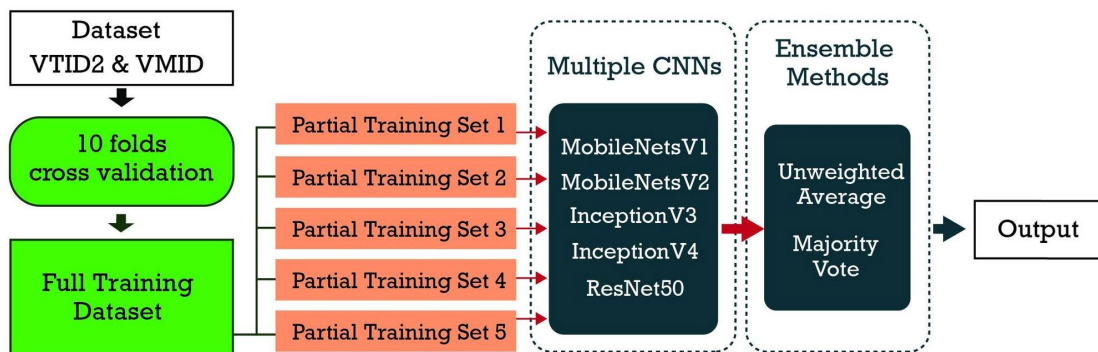 Dataset
VTID2 & VMID
10 folds
cross validation
Full Training
Dataset
Partial Training Set 1
Partial Training Set 2
Partial Training Set 3
Partial Training Set 4
Partial Training Set 5
Multiple CNNs
MobileNetsV1
MobileNetsV2
InceptionV3
InceptionV4
ResNet50
Ensemble
Methods
Unweighted
Average
Majority
Vote
Output